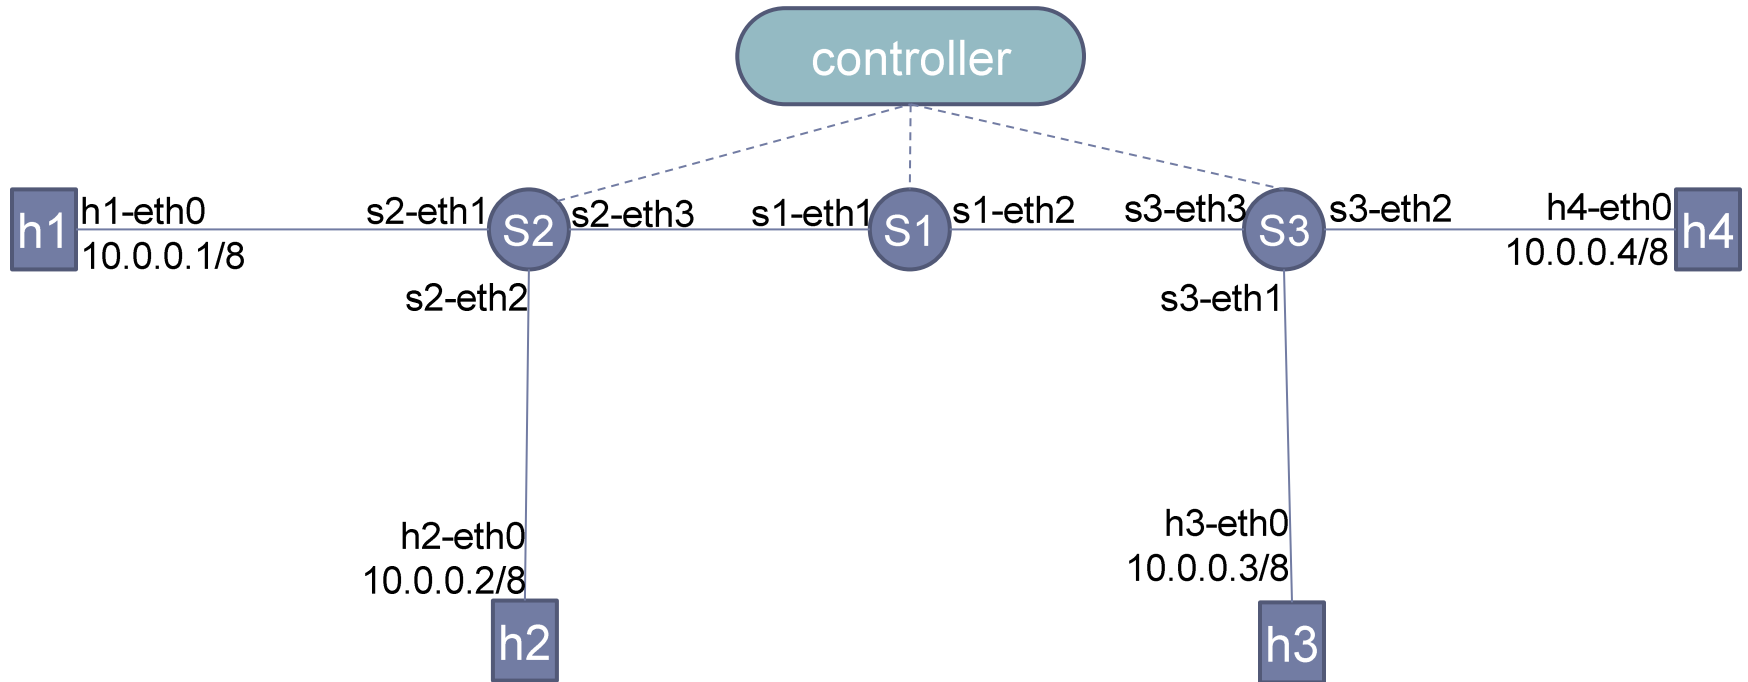 controller
h1
h1-eth0
10.0.0.1/8
s2-eth1
S2
s2-eth3
s2-eth2
s1-eth1
S1
s1-eth2
s3-eth3
S3
s3-eth2
s3-eth1
h4-eth0
10.0.0.4/8
h4
h2-eth0
10.0.0.2/8
h2
h3-eth0
10.0.0.3/8
h3